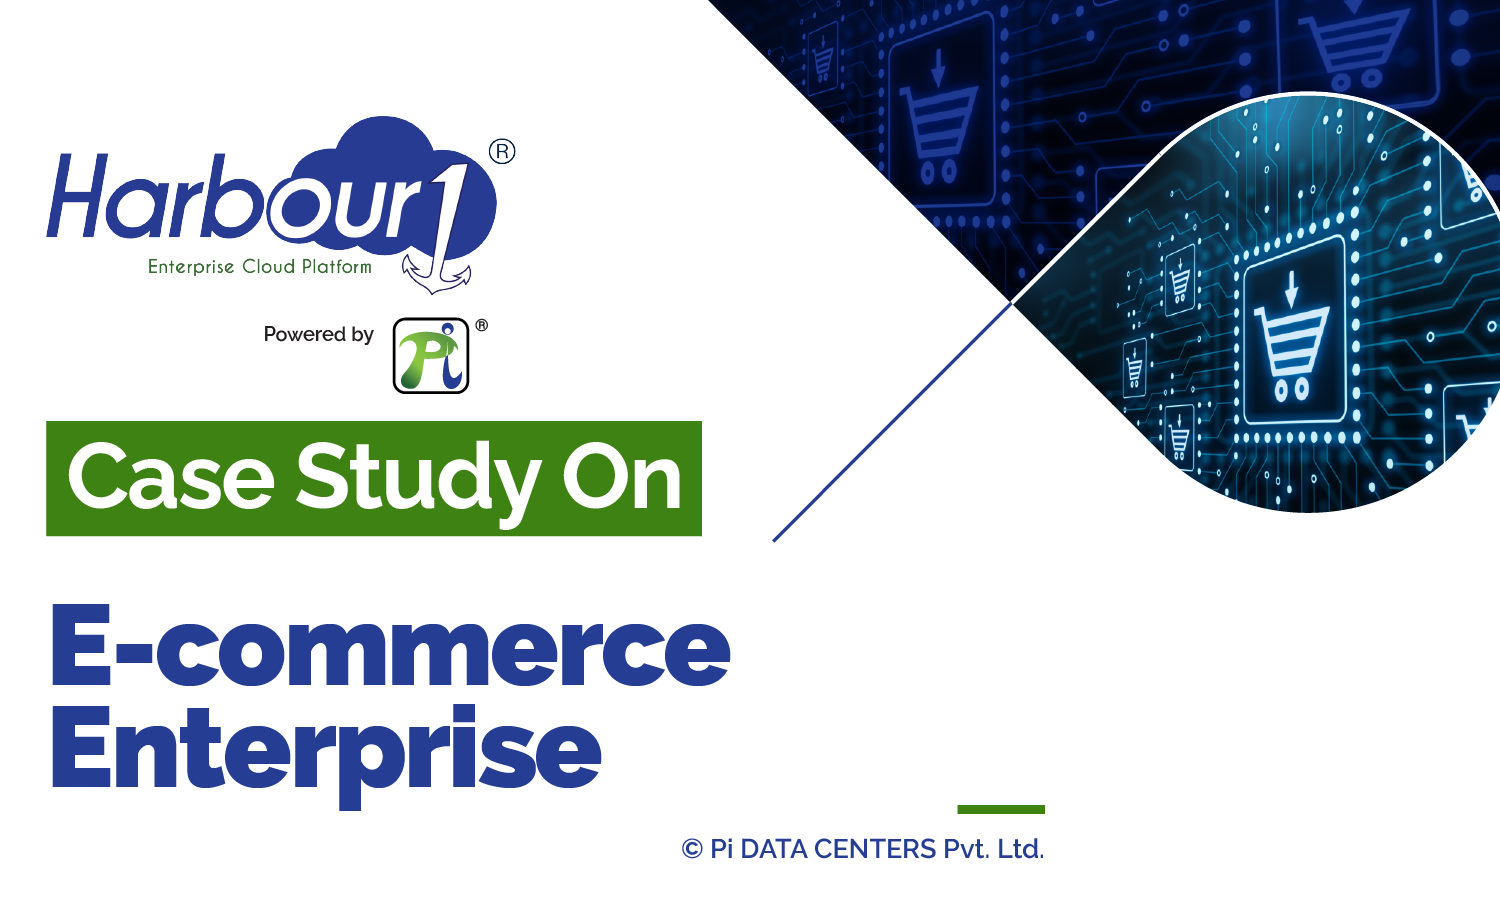 Harbour1®
Enterprise Cloud Platform
Powered by Pi®
Case Study On
E-commerce
Enterprise
© Pi DATA CENTERS Pvt. Ltd.